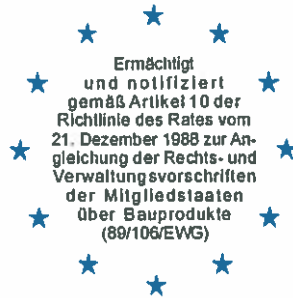 Ermächtigt
und notifiziert
gemäß Artikel 10 der
Richtlinie des Rates vom
21. Dezember 1988 zur An-
gleichung der Rechts- und
Verwaltungsvorschriften
der Mitgliedstaaten
über Bauprodukte
(89/106/EWG)